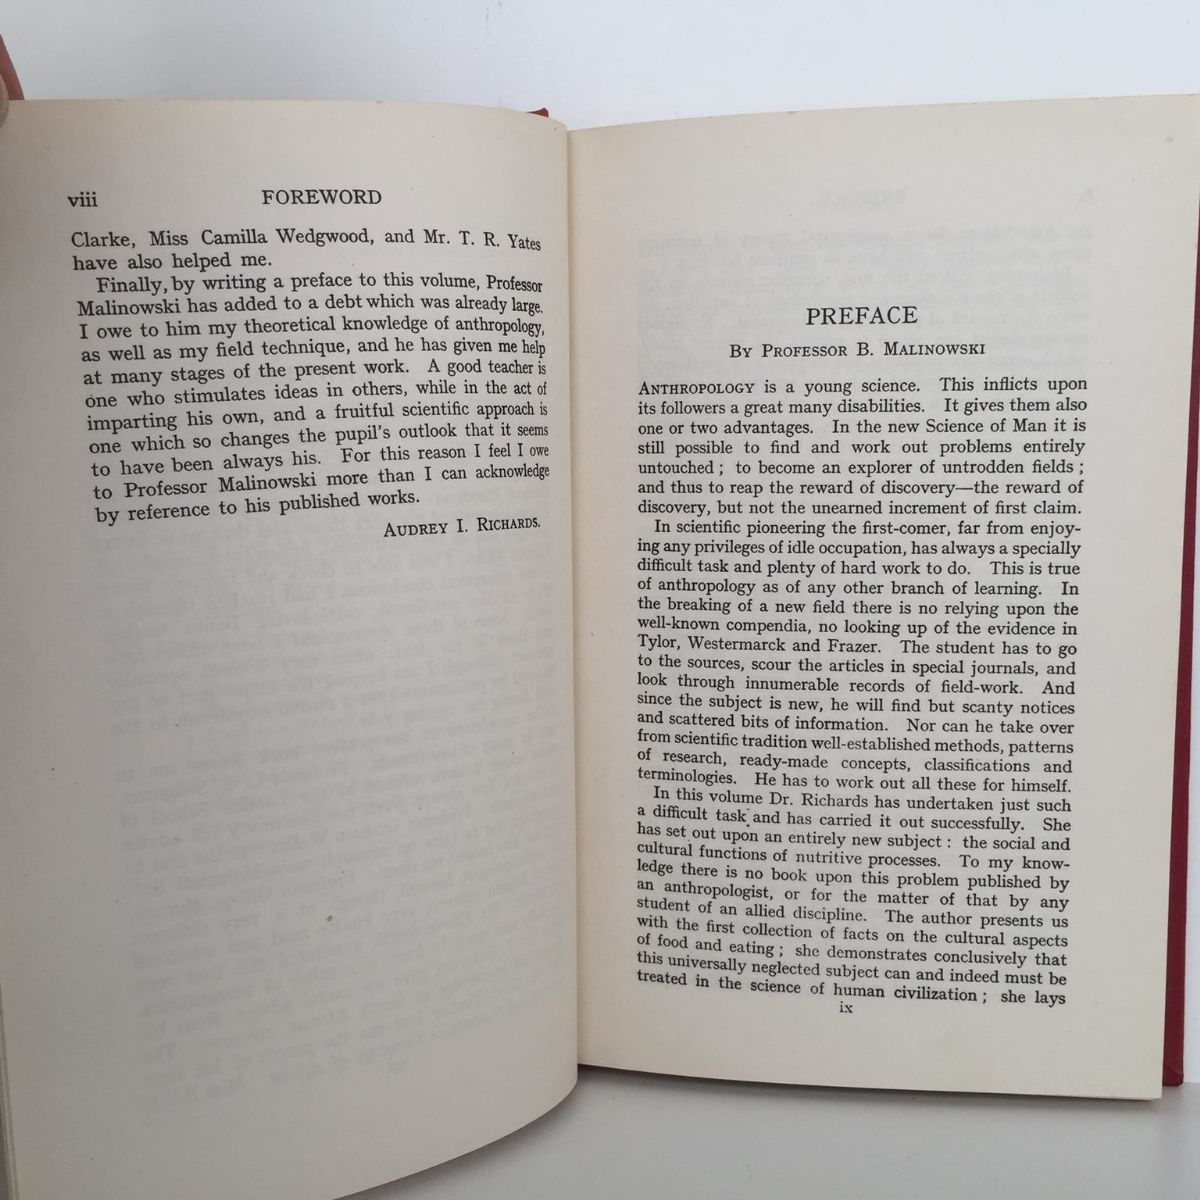 viii
FOREWORD
Clarke, Miss Camilla Wedgwood, and Mr. T. R. Yates
have also helped me.
Finally, by writing a preface to this volume, Professor
Malinowski has added to a debt which was already large.
I owe to him my theoretical knowledge of anthropology,
as well as my field technique, and he has given me help
at many stages of the present work. A good teacher is
one who stimulates ideas in others, while in the act of
imparting his own, and a fruitful scientific approach is
one which so changes the pupil's outlook that it seems
to have been always his. For this reason I feel I owe
to Professor Malinowski more than I can acknowledge
by reference to his published works.
AUDREY I. RICHARDS.
PREFACE
BY PROFESSOR B. MALINOWSKI
ANTHROPOLOGY is a young science. This inflicts upon
its followers a great many disabilities. It gives them also
one or two advantages. In the new Science of Man it is
still possible to find and work out problems entirely
untouched ; to become an explorer of untrodden fields ;
and thus to reap the reward of discovery—the reward of
discovery, but not the unearned increment of first claim.
In scientific pioneering the first-comer, far from enjoy-
ing any privileges of idle occupation, has always a specially
difficult task and plenty of hard work to do. This is true
of anthropology as of any other branch of learning. In
the breaking of a new field there is no relying upon the
well-known compendia, no looking up of the evidence in
Tylor, Westermarck and Frazer. The student has to go
to the sources, scour the articles in special journals, and
look through innumerable records of field-work. And
since the subject is new, he will find but scanty notices
and scattered bits of information. Nor can he take over
from scientific tradition well-established methods, patterns
of research, ready-made concepts, classifications and
terminologies. He has to work out all these for himself.
In this volume Dr. Richards has undertaken just such
a difficult task and has carried it out successfully. She
has set out upon an entirely new subject : the social and
cultural functions of nutritive processes. To my know-
ledge there is no book upon this problem published by
an anthropologist, or for the matter of that by any
student of an allied discipline. The author presents us
with the first collection of facts on the cultural aspects
of food and eating ; she demonstrates conclusively that
this universally neglected subject can and indeed must be
treated in the science of human civilization ; she lays
ix